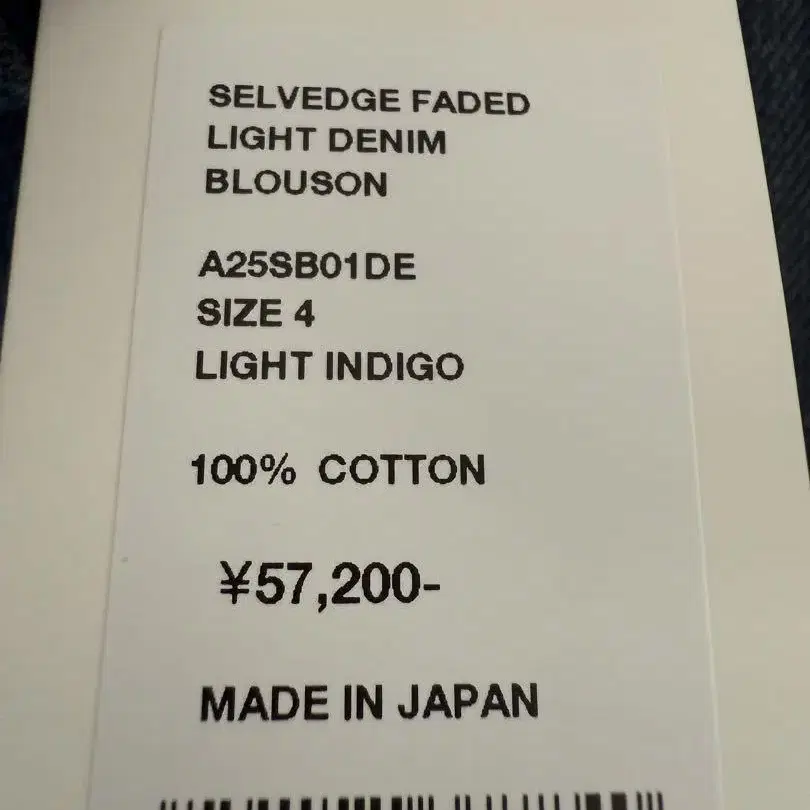 SELVEDGE FADED
LIGHT DENIM
BLOUSON
A25SB01DE
SIZE 4
LIGHT INDIGO
100% COTTON
¥57,200-
MADE IN JAPAN